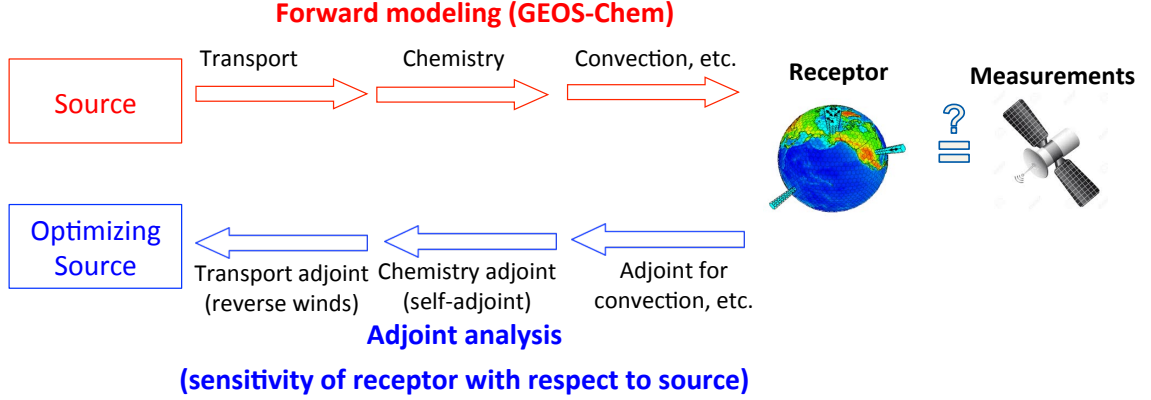 Forward modeling (GEOS-Chem)
Transport
Chemistry
Convection, etc.
Source
Receptor
Measurements
?
=
Optimizing
Source
Transport adjoint
(reverse winds)
Chemistry adjoint
(self-adjoint)
Adjoint for
convection, etc.
Adjoint analysis
(sensitivity of receptor with respect to source)